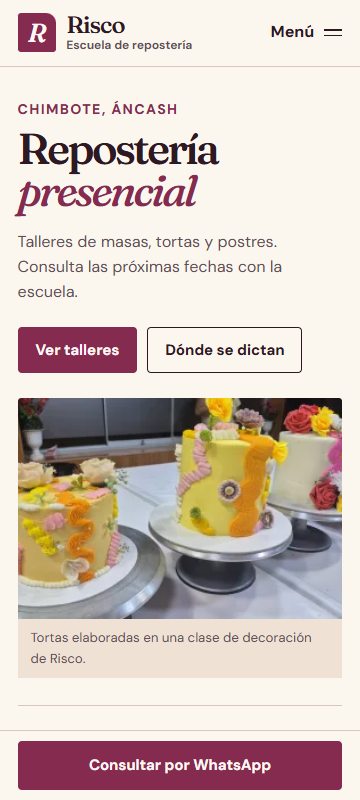 R
Risco
Escuela de repostería
Menú
CHIMBOTE, ÁNCASH
Repostería
presencial
Talleres de masas, tortas y postres.
Consulta las próximas fechas con la
escuela.
Ver talleres
Dónde se dictan
Tortas elaboradas en una clase de decoración
de Risco.
Consultar por WhatsApp